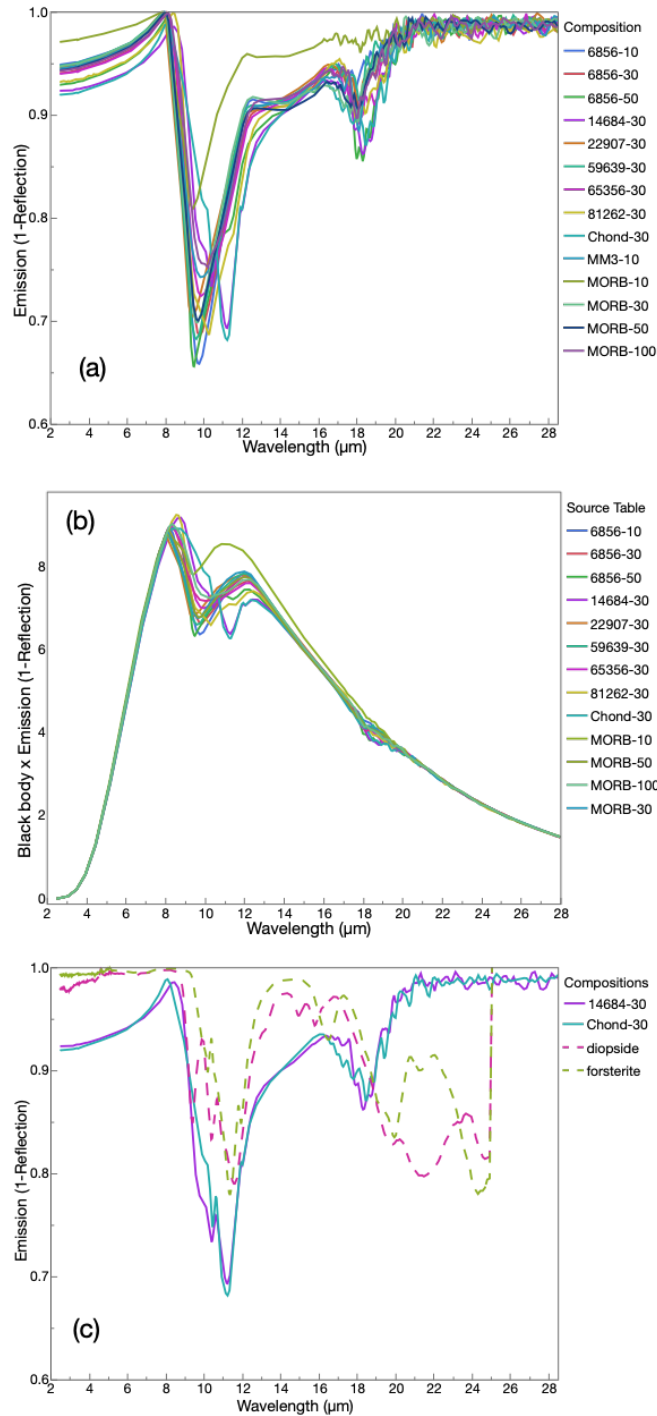 Composition
6856-10
6856-30
6856-50
14684-30
22907-30
59639-30
65356-30
81262-30
Chond-30
MM3-10
MORB-10
MORB-30
MORB-50
MORB-100
Emission (1-Reflection)
1.0
0.9
0.8
0.7
0.6
(a)
2 4 6 8 10 12 14 16 18 20 22 24 26 28
Wavelength (µm)
(b)
Source Table
6856-10
6856-30
6856-50
14684-30
22907-30
59639-30
65356-30
81262-30
Chond-30
MORB-10
MORB-50
MORB-100
MORB-30
Black body x Emission (1-Reflection)
8
6
4
2
0
2 4 6 8 10 12 14 16 18 20 22 24 26 28
Wavelength (µm)
Compositions
14684-30
Chond-30
diopside
forsterite
Emission (1-Reflection)
1.0
0.9
0.8
0.7
0.6
(c)
2 4 6 8 10 12 14 16 18 20 22 24 26 28
Wavelength (µm)